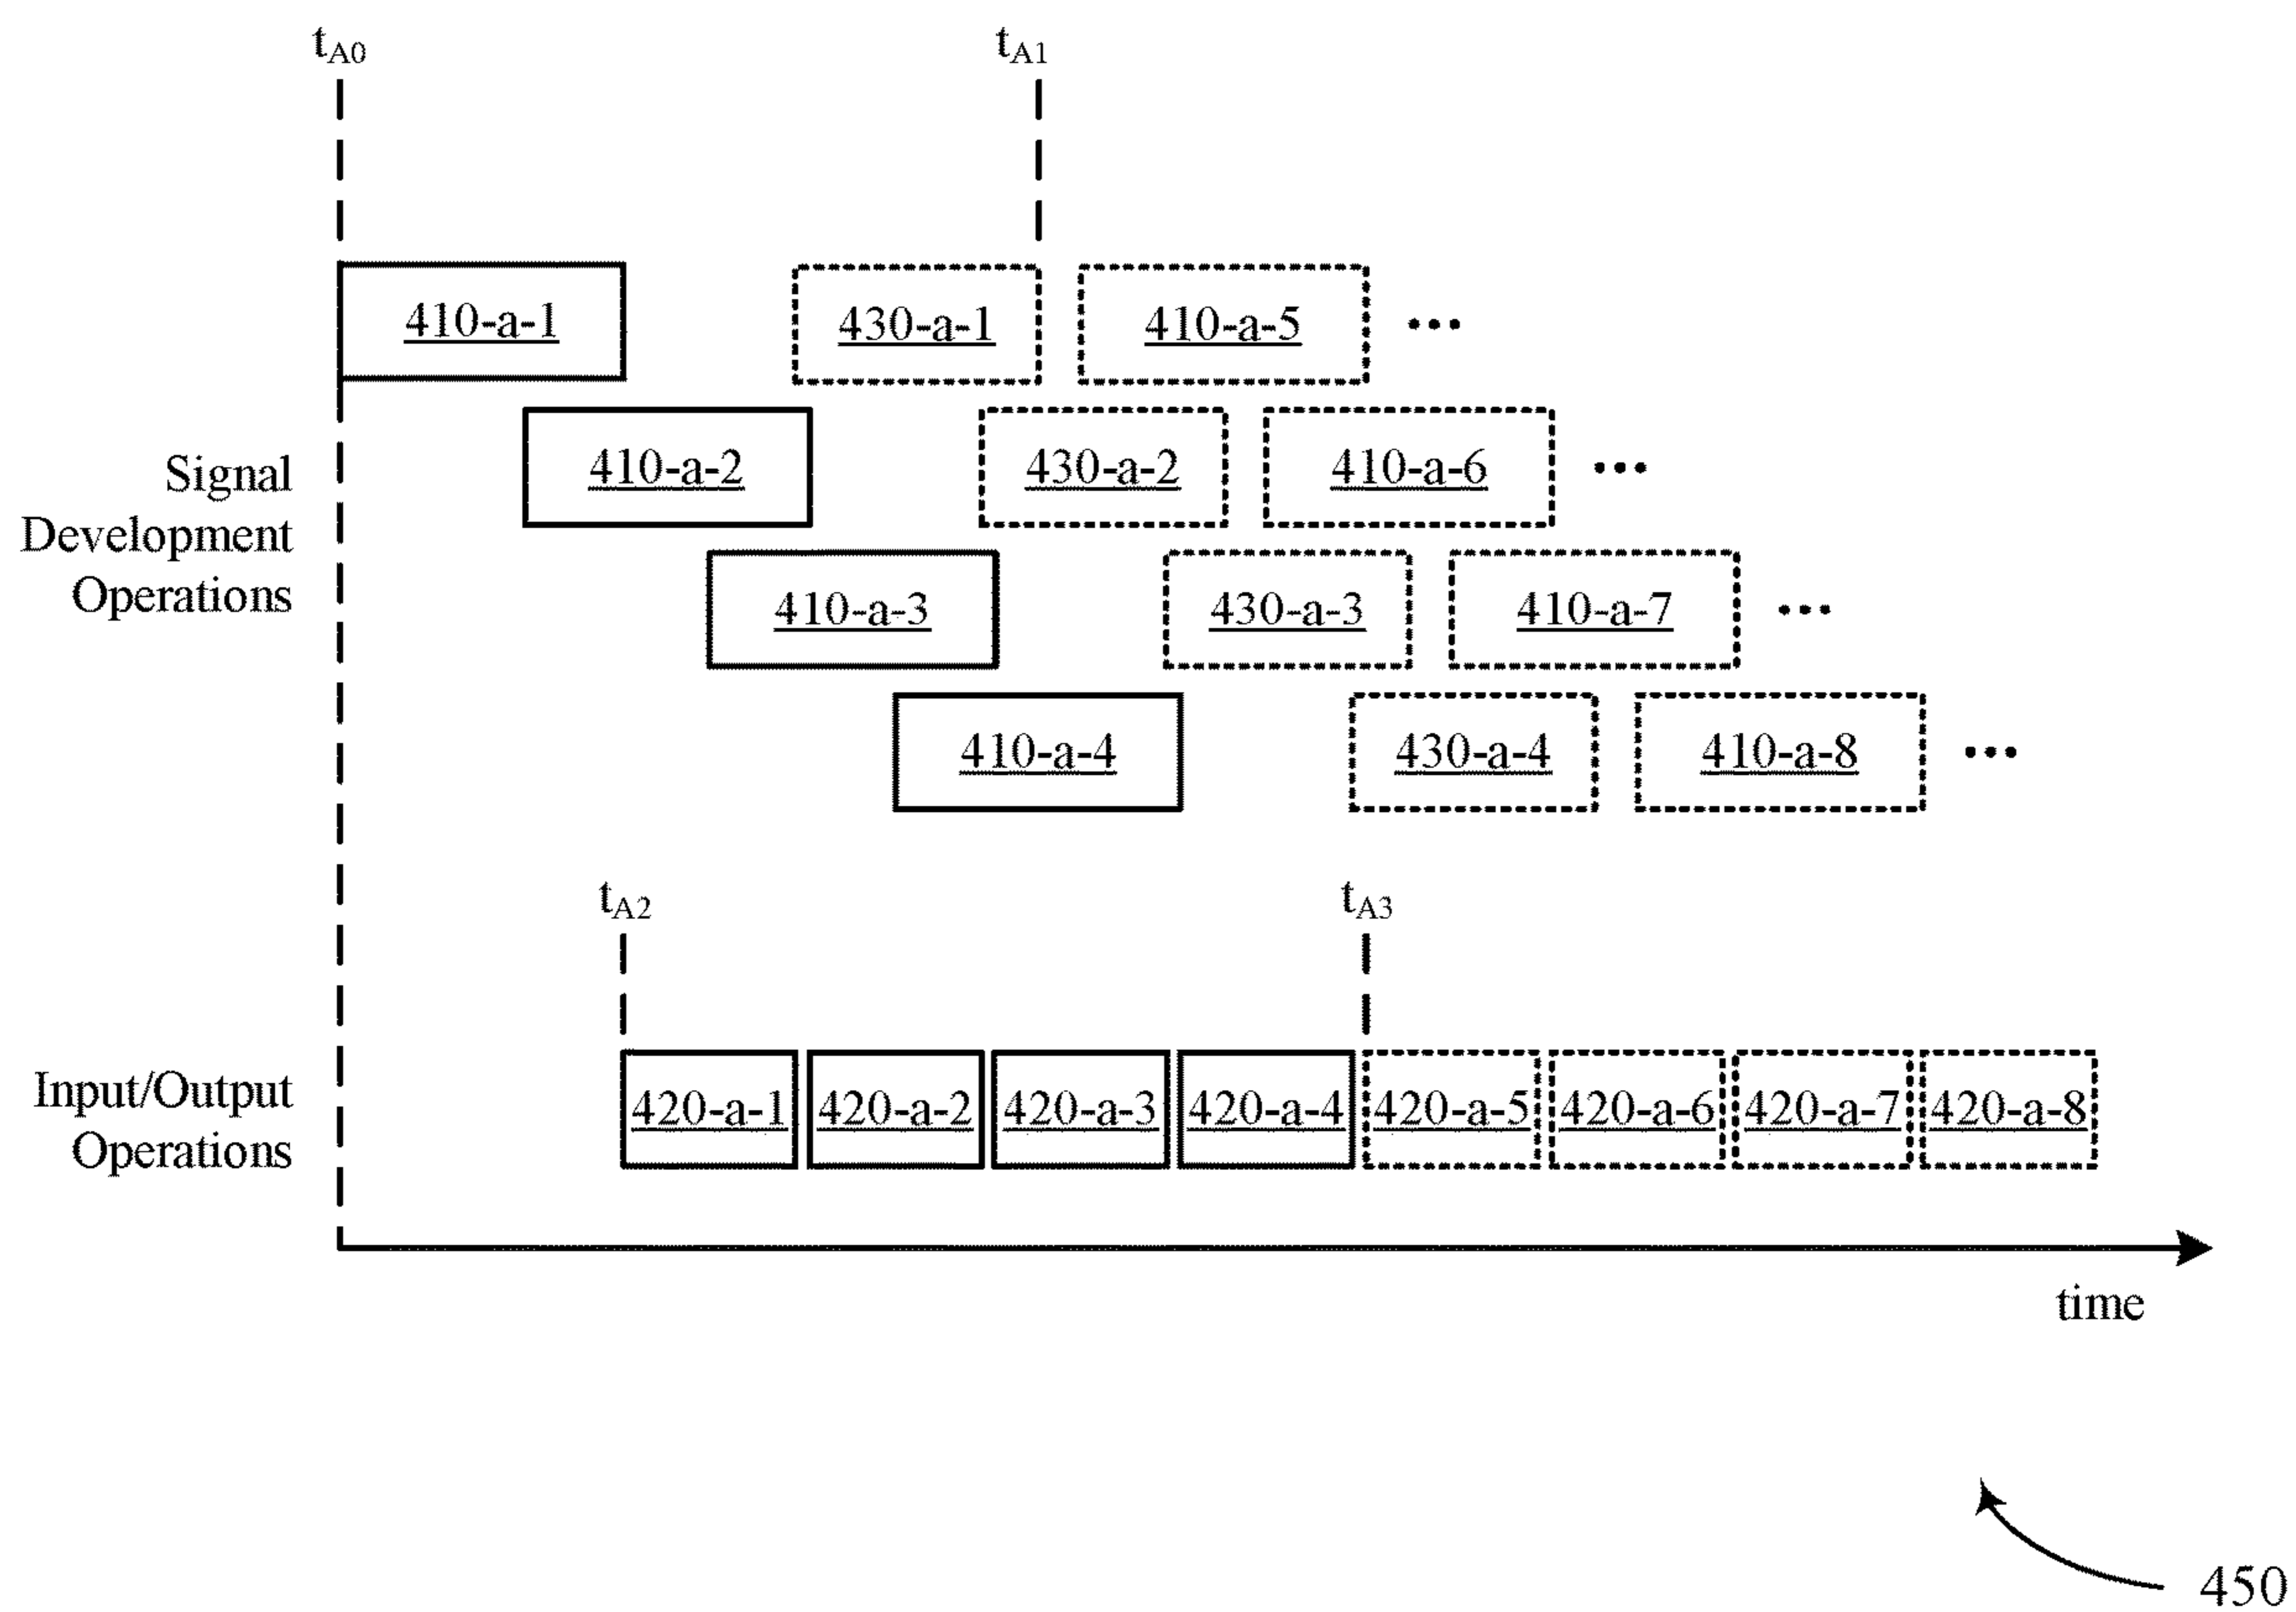 tA0 tA1
410-a-1 430-a-1 410-a-5 •••
410-a-2 430-a-2 410-a-6 •••
Signal
Development
Operations
410-a-3 430-a-3 410-a-7 •••
410-a-4 430-a-4 410-a-8 •••
tA2 tA3
Input/Output
Operations
420-a-1 420-a-2 420-a-3 420-a-4 420-a-5 420-a-6 420-a-7 420-a-8
time
450